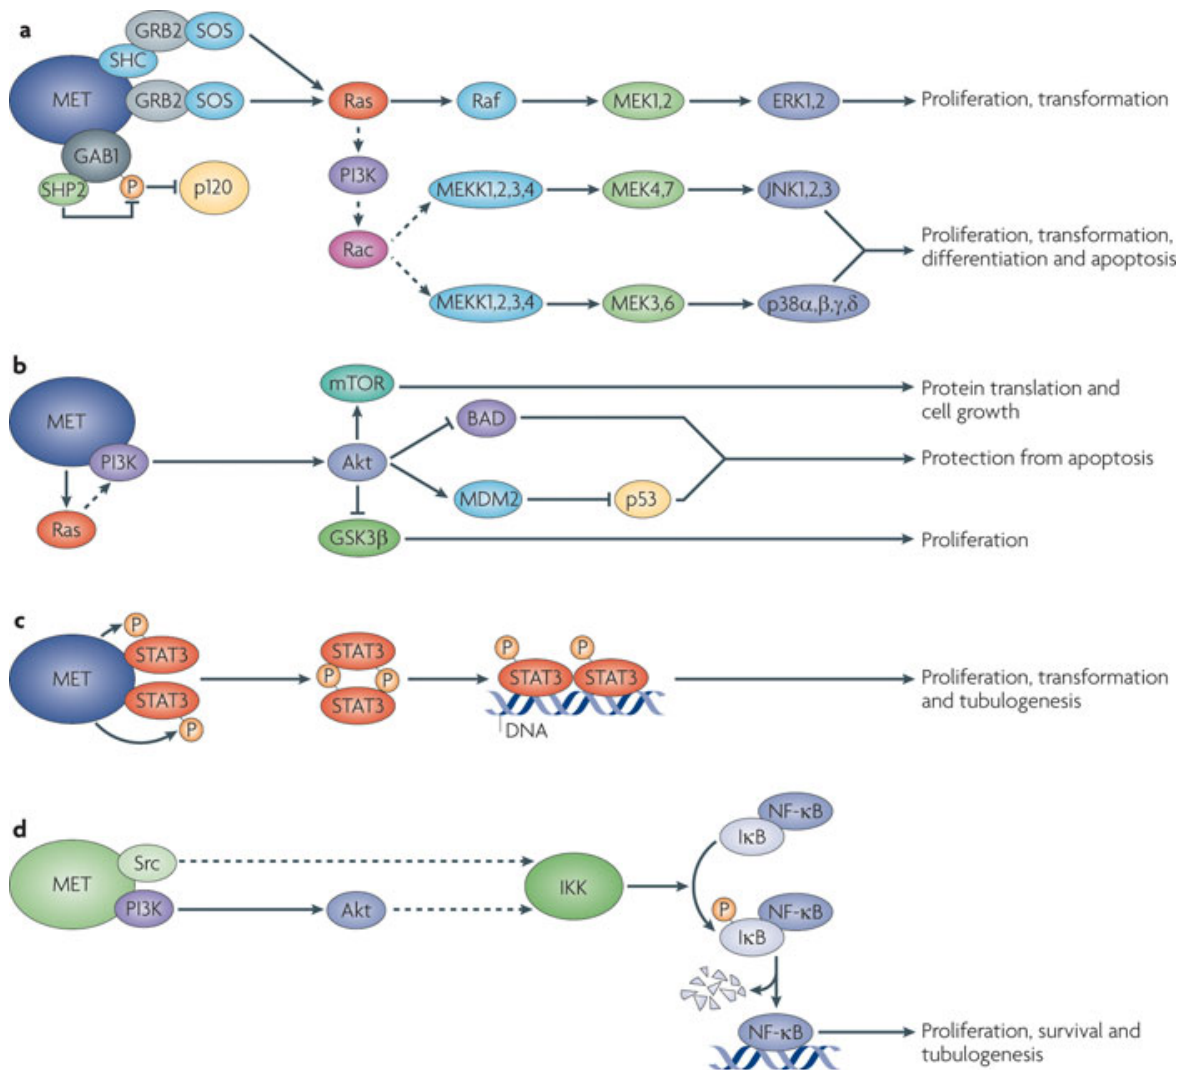 a
GRB2 SOS
SHC
MET
GRB2 SOS
Ras
Raf
MEK1,2
ERK1,2
Proliferation, transformation
GAB1
SHP2
P
p120
PI3K
MEKK1,2,3,4
MEK4,7
JNK1,2,3
Rac
Proliferation, transformation,
differentiation and apoptosis
MEKK1,2,3,4
MEK3,6
p38α,β,γ,δ
b
mTOR
Protein translation and
cell growth
MET
BAD
PI3K
Akt
Protection from apoptosis
MDM2
p53
Ras
GSK3β
Proliferation
c
P
STAT3
MET
STAT3
P
STAT3
P
P
STAT3
P
P
STAT3
STAT3
DNA
Proliferation, transformation
and tubulogenesis
d
NF-κB
IκB
Src
MET
PI3K
Akt
IKK
P
NF-κB
IκB
NF-κB
Proliferation, survival and
tubulogenesis